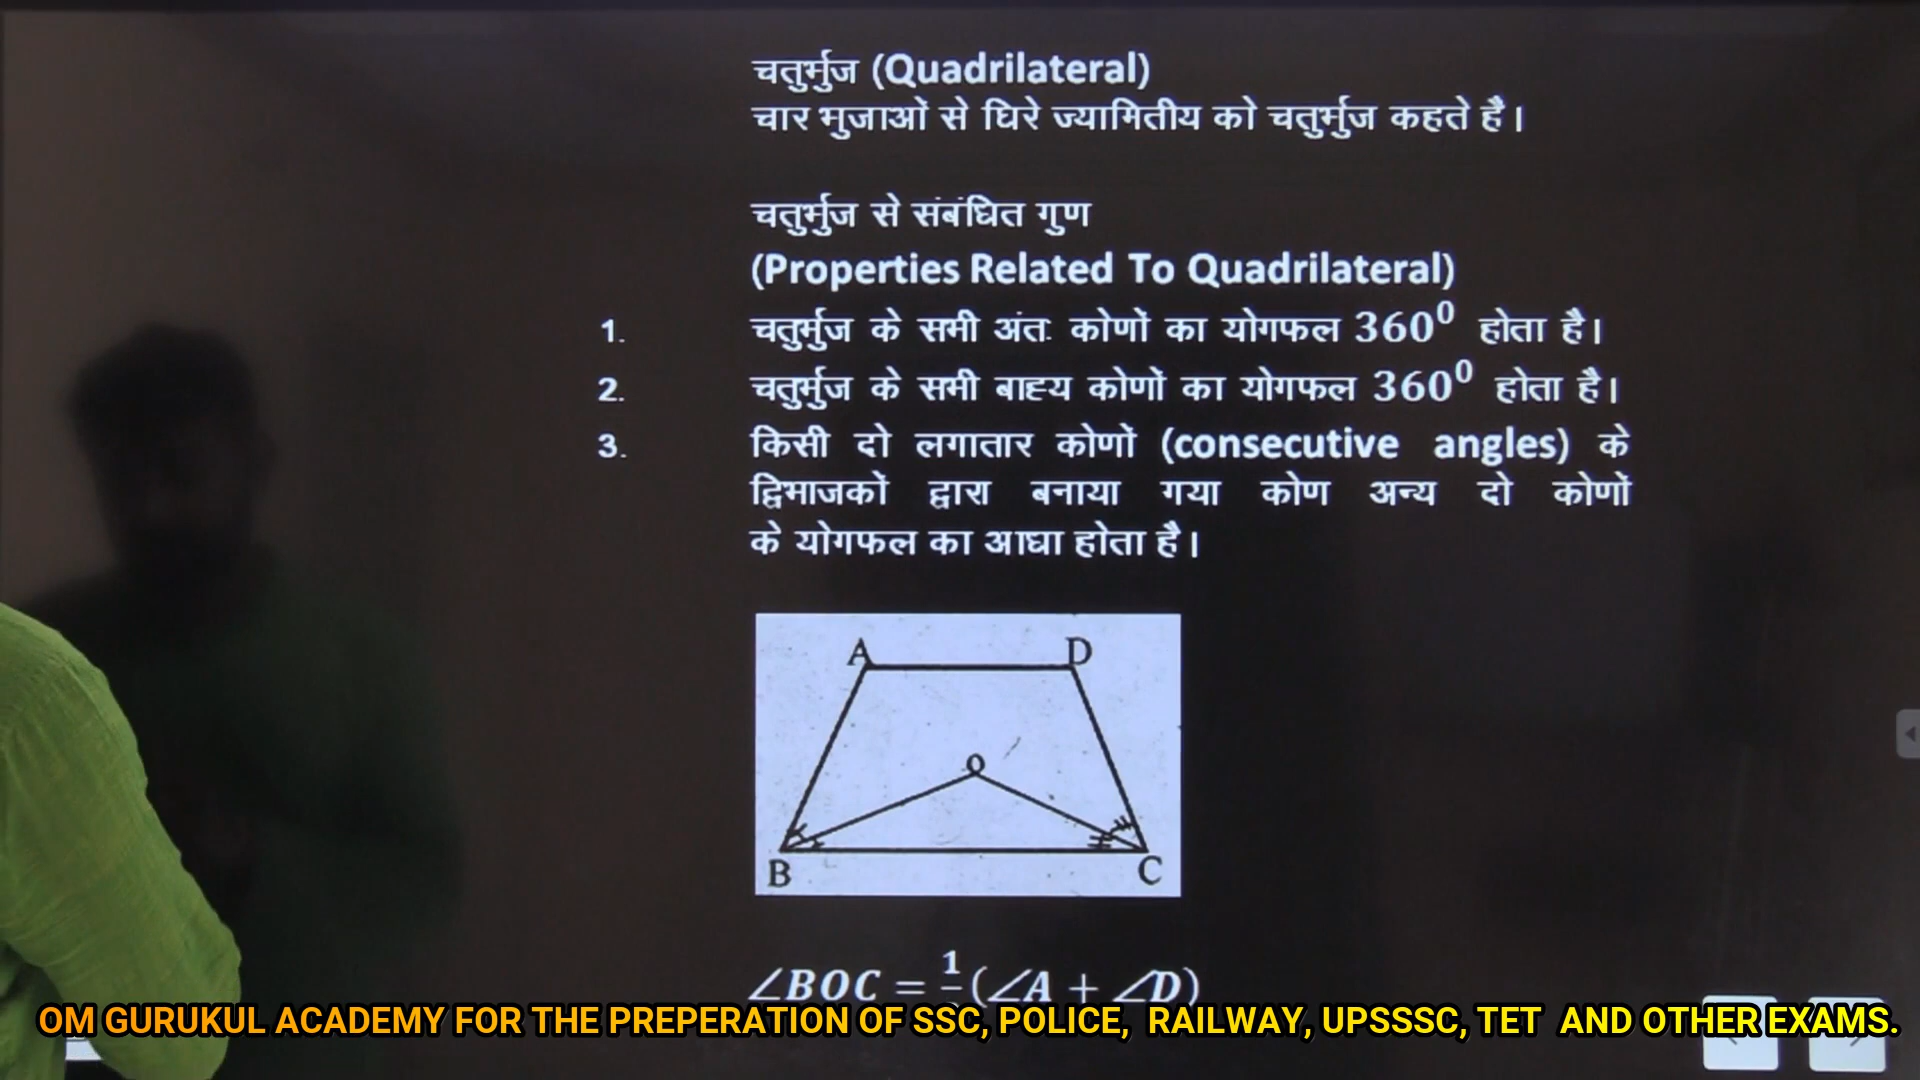 चतुर्भुज (Quadrilateral)
चार भुजाओं से घिरे ज्यामितीय को चतुर्भुज कहते है।
चतुर्भुज से संबंधित गुण
(Properties Related To Quadrilateral)
1. चतुर्भुज के सभी अंतः कोणों का योगफल 360⁰ होता है।
2. चतुर्भुज के सभी बाह्य कोणों का योगफल 360⁰ होता है।
3. किसी दो लगातार कोणों (consecutive angles) के
द्विभाजकों द्वारा बनाया गया कोण अन्य दो कोणों
के योगफल का आधा होता है।
A D
O
B C
∠BOC = 1/ (∠A + ∠D)
OM GURUKUL ACADEMY FOR THE PREPERATION OF SSC, POLICE, RAILWAY, UPSSSC, TET AND OTHER EXAMS.